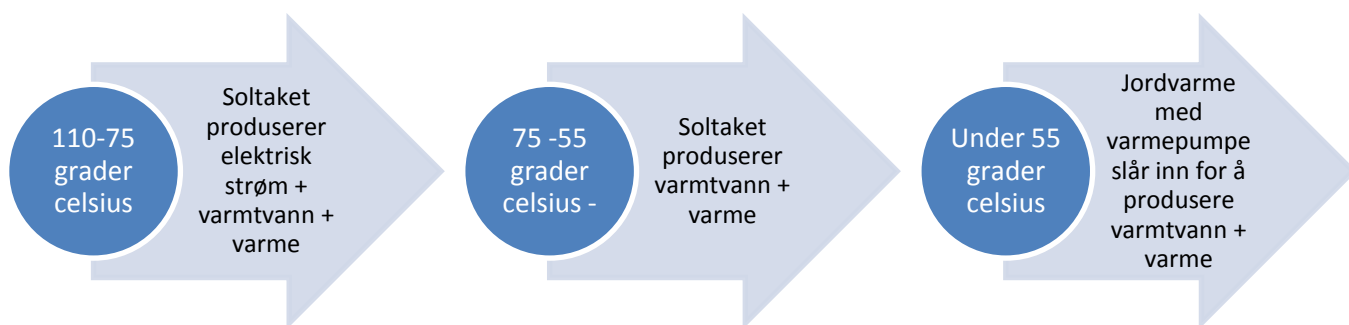 110-75
grader
celsius
Soltaket
produserer
elektrisk
strøm +
varmtvann +
varme
75 -55
grader
celsius -
Soltaket
produserer
varmtvann +
varme
Under 55
grader
celsius
Jordvarme
med
varmepumpe
slår inn for å
produsere
varmtvann +
varme